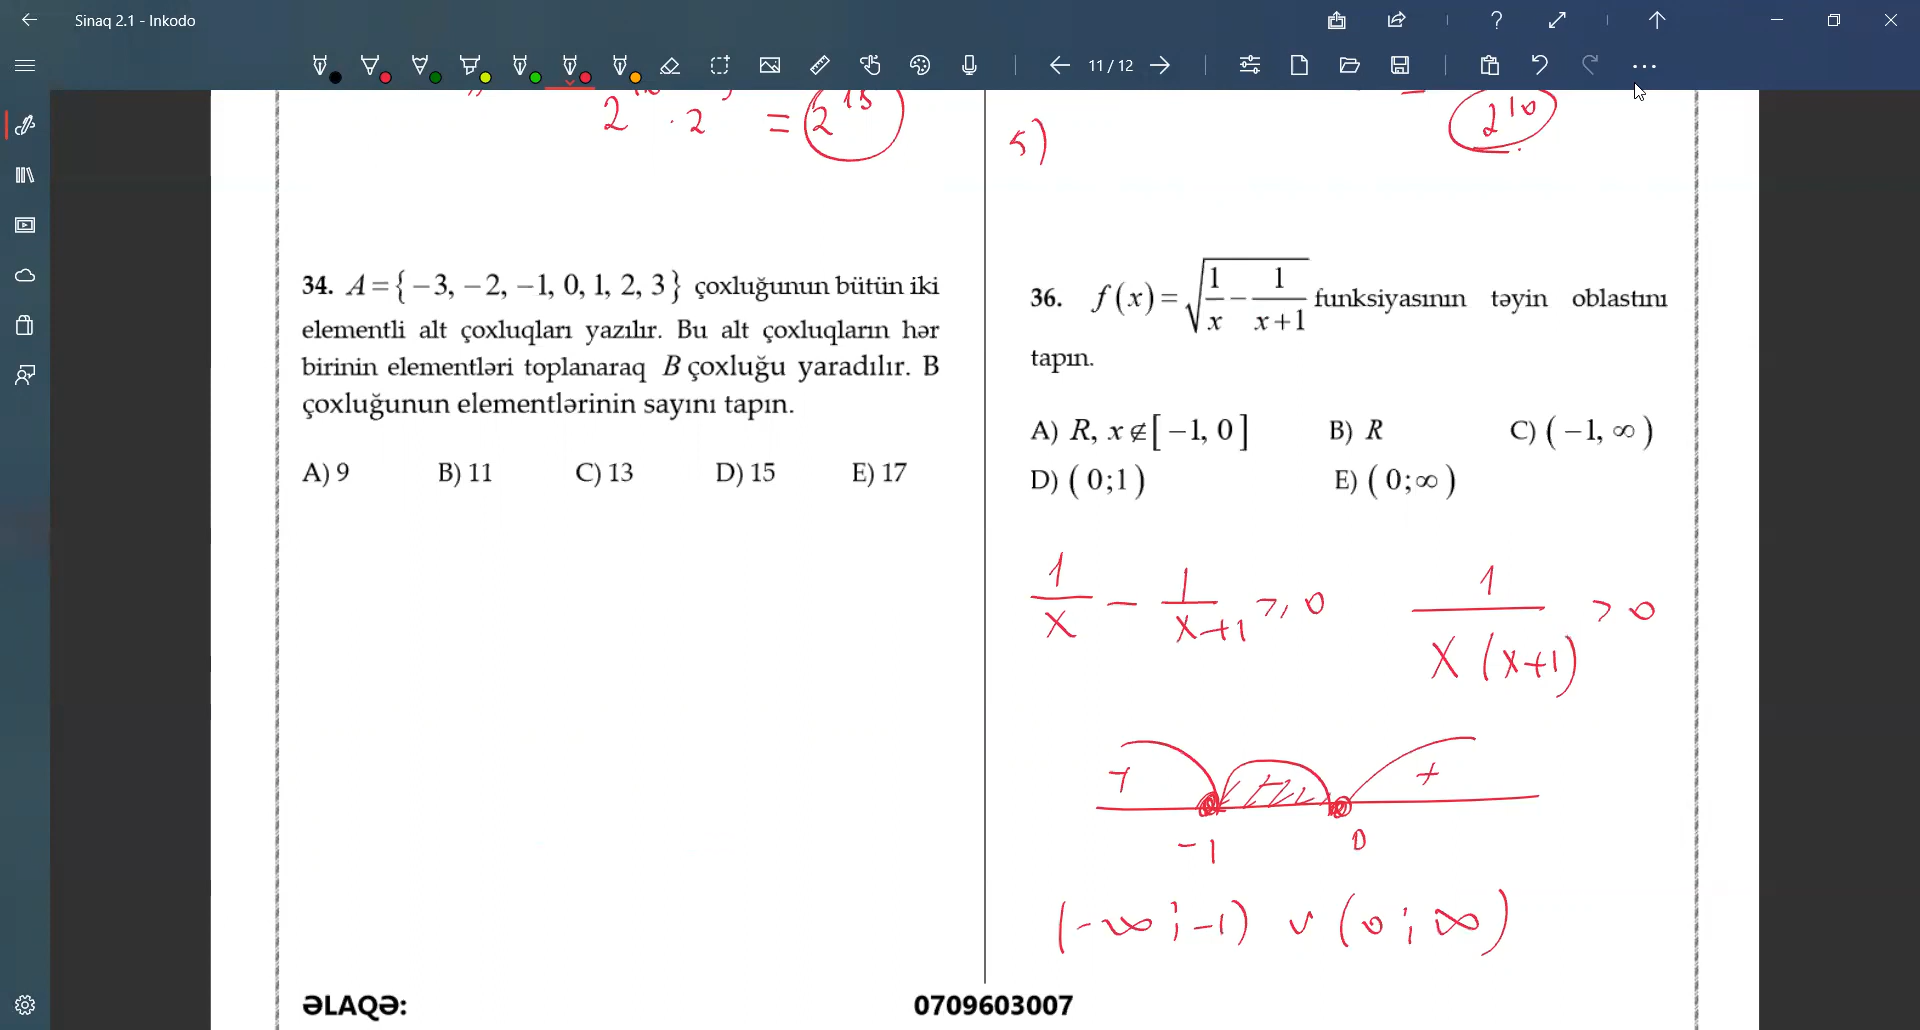 Sinaq 2.1 - Inkodo
11 / 12
2 · 2 = 2^15
2^10
5)
34. A = { −3, −2, −1, 0, 1, 2, 3 } çoxluğunun bütün iki
elementli alt çoxluqları yazılır. Bu alt çoxluqların hər
birinin elementləri toplanaraq B çoxluğu yaradılır. B
çoxluğunun elementlərinin sayını tapın.
A) 9 B) 11 C) 13 D) 15 E) 17
36. f(x) = √(1/x − 1/(x+1)) funksiyasının təyin oblastını
tapın.
A) R, x ∉ [−1, 0] B) R C) (−1, ∞)
D) (0;1) E) (0;∞)
1/x − 1/(x+1) ≥ 0 1/(x(x+1)) > 0
+ +
-1 0
(-∞; -1) ∪ (0; ∞)
ƏLAQƏ: 0709603007